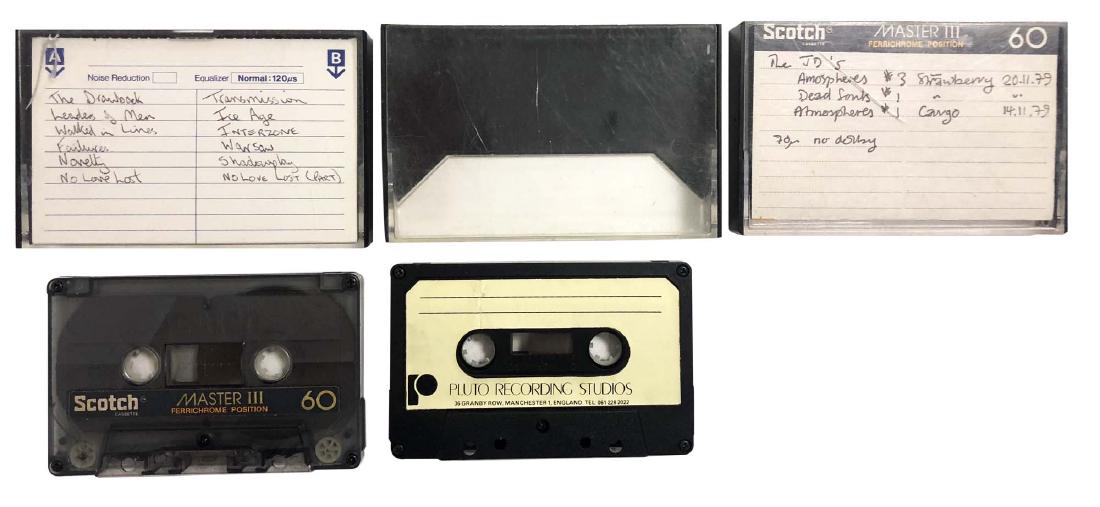 A B
Noise Reduction Equalizer Normal: 120µs
The Drawback Transmission
Leaders of Men Ice Age
Walked in Lines INTERZONE
Failures Warsaw
Novelty Shadowplay
No Love Lost NO LOVE LOST (PART)
Scotch MASTER III 60
CASSETTE FERRICHROME POSITION
The JD's
Amospheres #3 Strawberry 20.11.79
Dead Souls #1 " "
Atmospheres #1 Cargo 14.11.79
70µ no dolby
Scotch MASTER III 60
CASSETTE FERRICHROME POSITION
PLUTO RECORDING STUDIOS
36 GRANBY ROW, MANCHESTER 1, ENGLAND. TEL. 061 228 2022